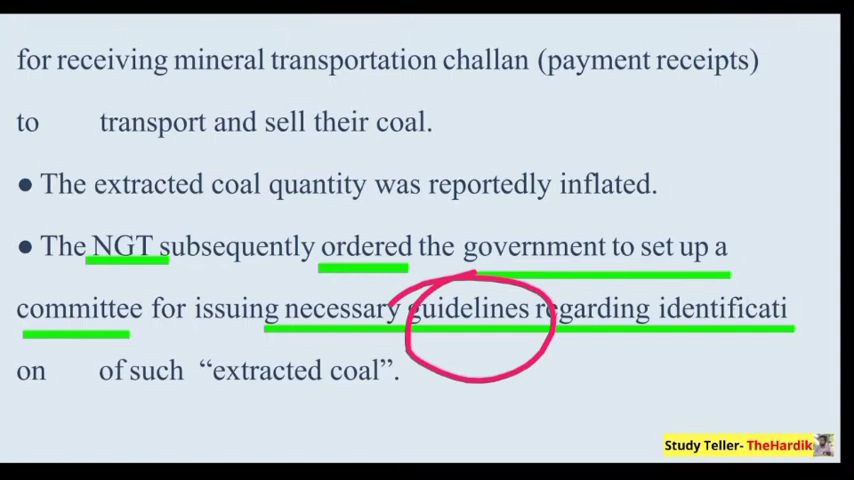 for receiving mineral transportation challan (payment receipts)
to transport and sell their coal.
● The extracted coal quantity was reportedly inflated.
● The NGT subsequently ordered the government to set up a
committee for issuing necessary guidelines regarding identificati
on of such “extracted coal”.
Study Teller- TheHardik